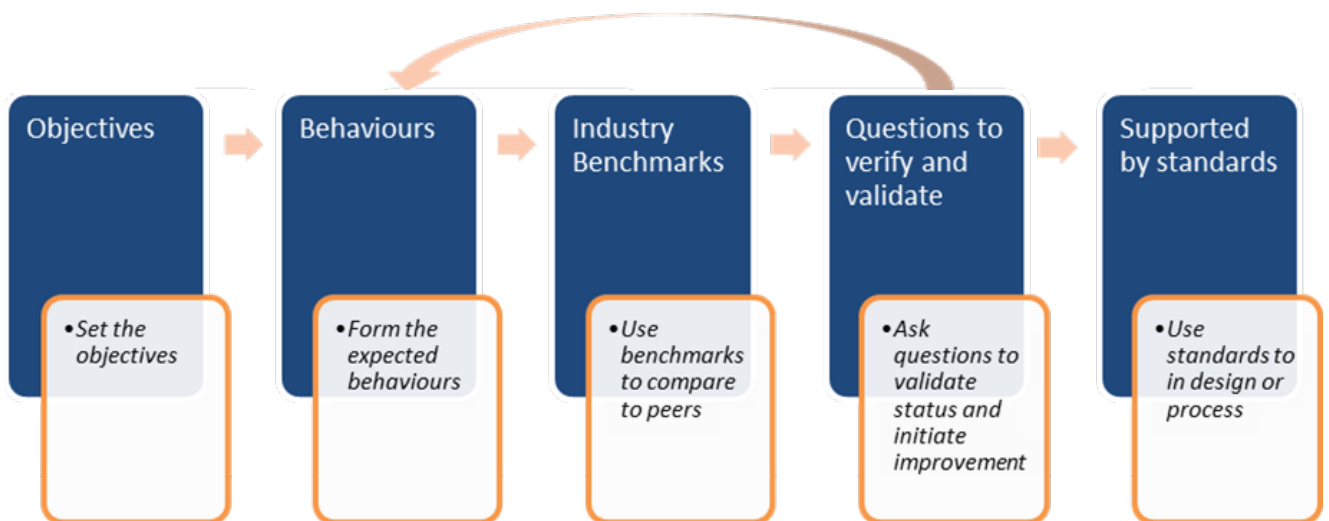 Objectives
•Set the
objectives
Behaviours
•Form the
expected
behaviours
Industry
Benchmarks
•Use
benchmarks
to compare
to peers
Questions to
verify and
validate
•Ask
questions to
validate
status and
initiate
improvement
Supported
by standards
•Use
standards to
in design or
process